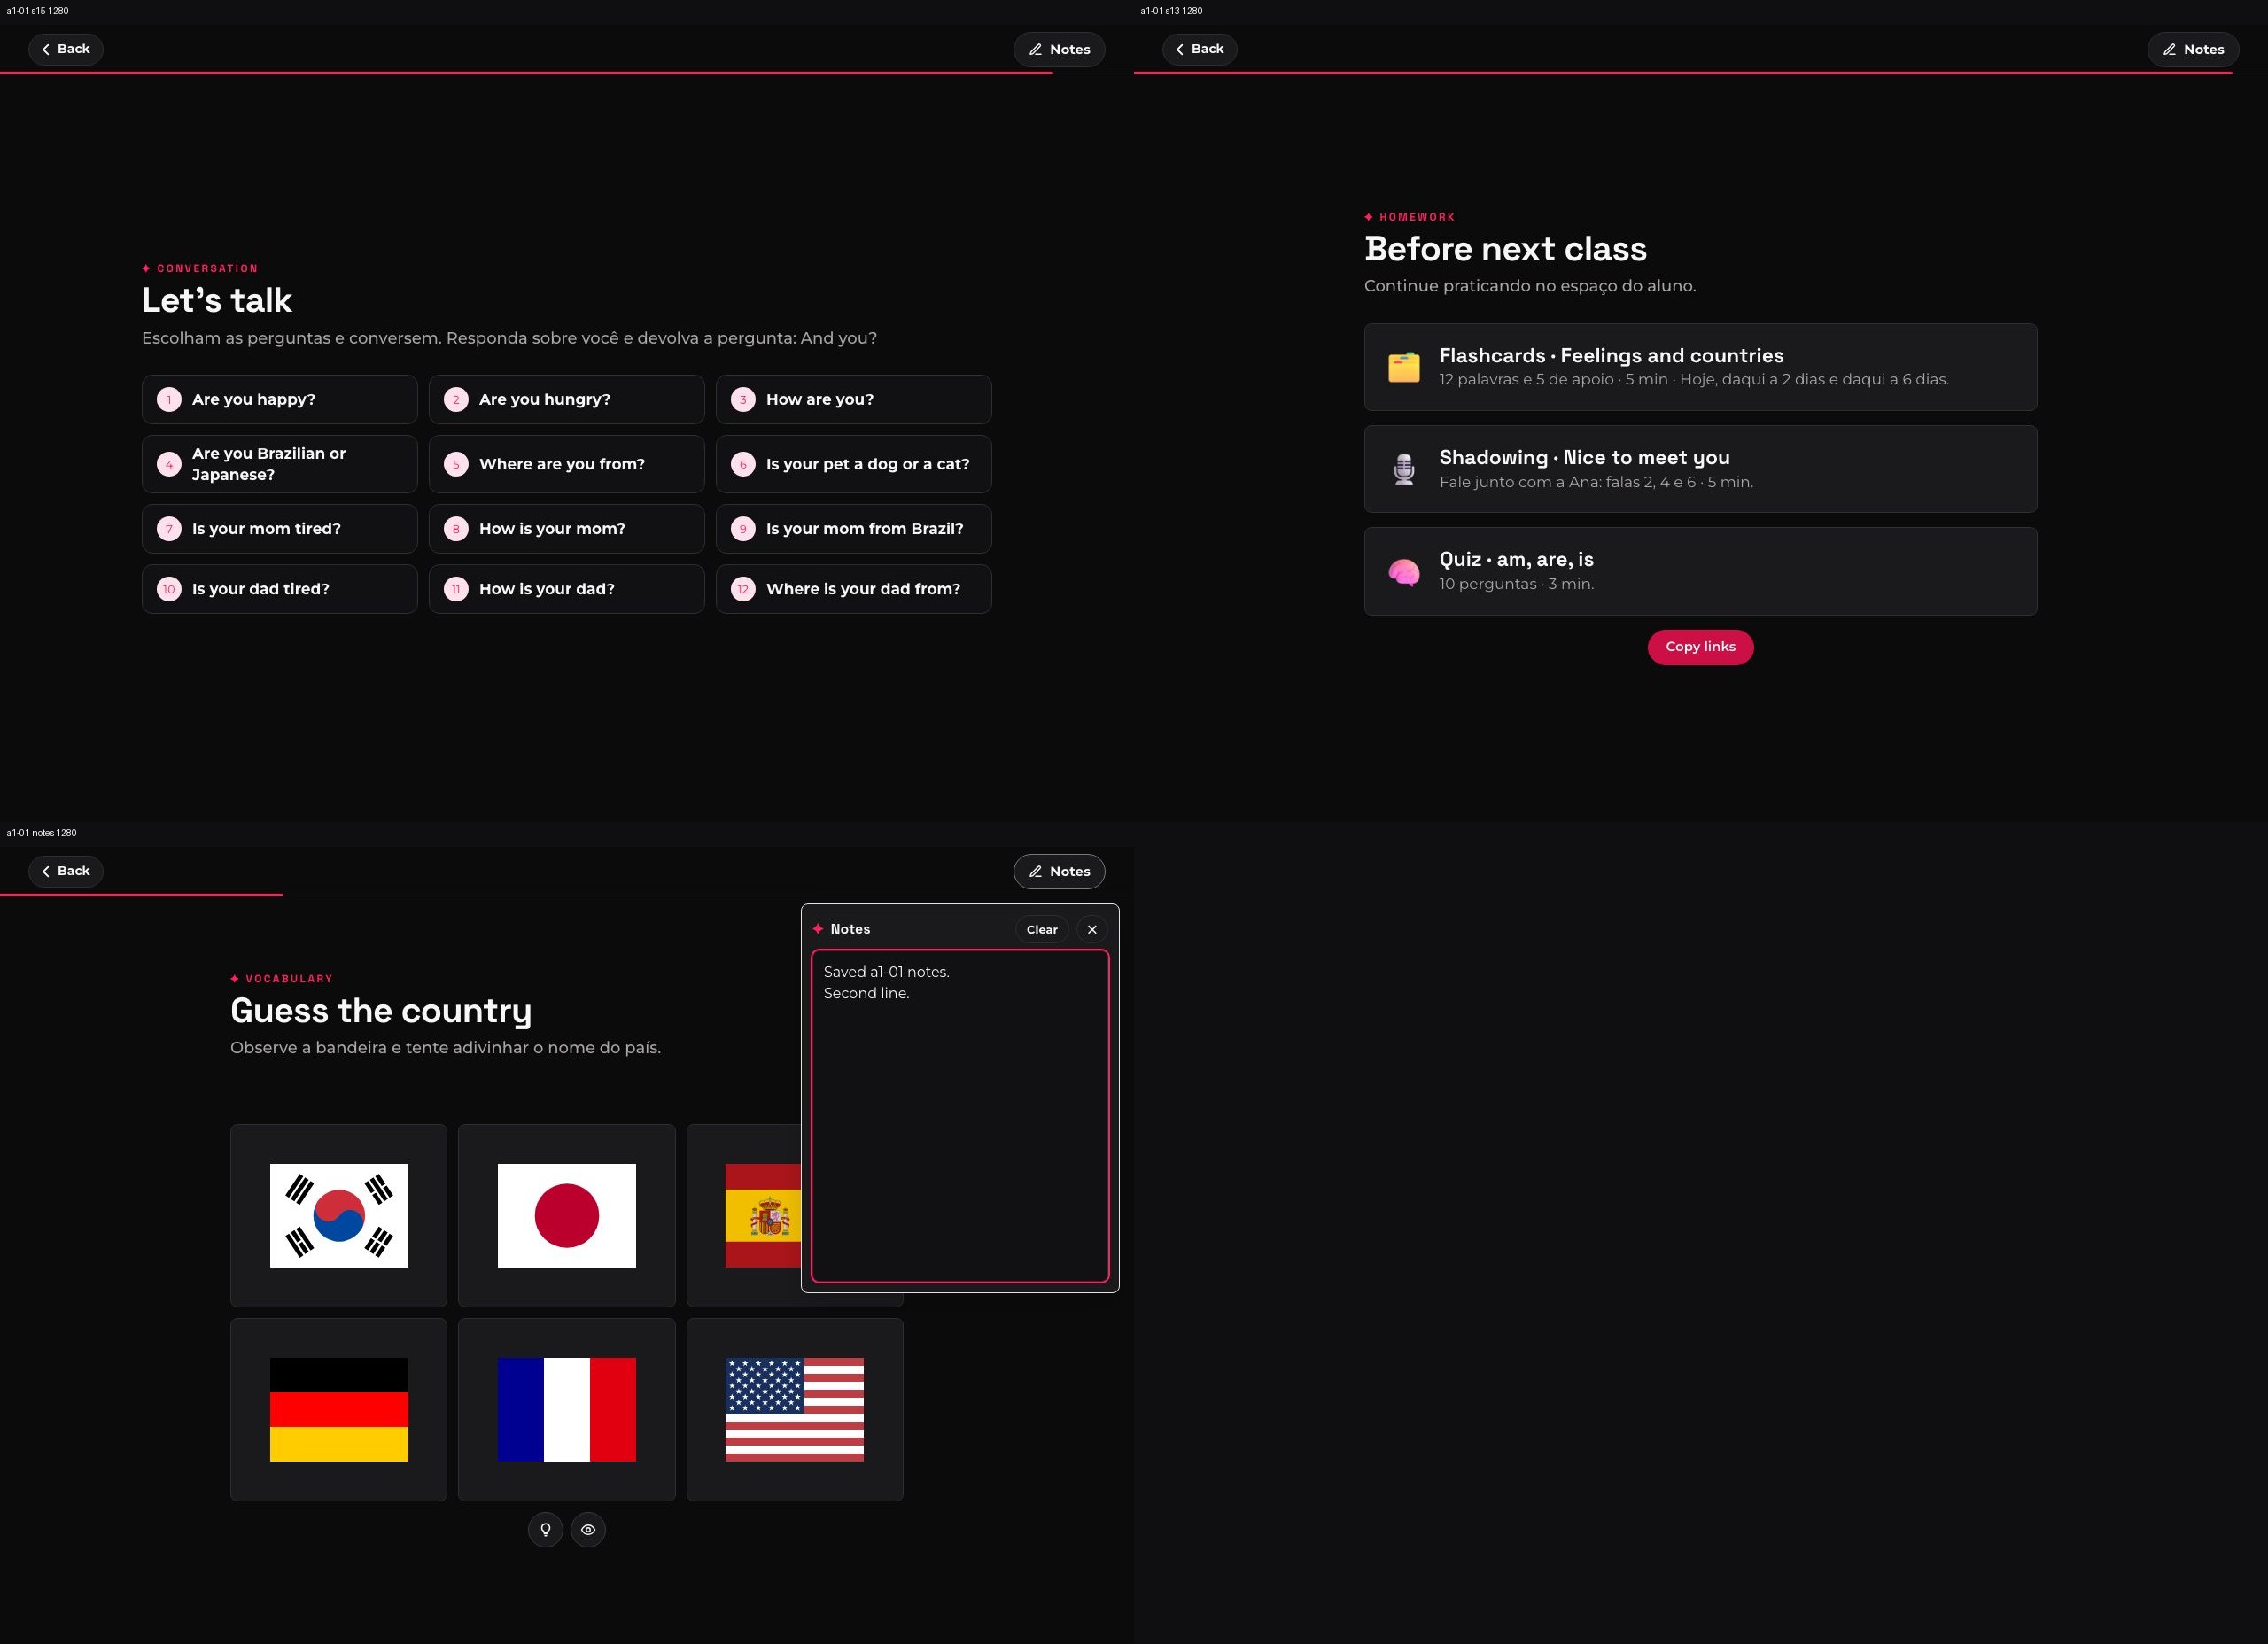 a1-01 s15 1280
Back
Notes
CONVERSATION
Let's talk
Escolham as perguntas e conversem. Responda sobre você e devolva a pergunta: And you?
1 Are you happy?
2 Are you hungry?
3 How are you?
4 Are you Brazilian or
Japanese?
5 Where are you from?
6 Is your pet a dog or a cat?
7 Is your mom tired?
8 How is your mom?
9 Is your mom from Brazil?
10 Is your dad tired?
11 How is your dad?
12 Where is your dad from?
a1-01 s13 1280
Back
Notes
HOMEWORK
Before next class
Continue praticando no espaço do aluno.
Flashcards · Feelings and countries
12 palavras e 5 de apoio · 5 min · Hoje, daqui a 2 dias e daqui a 6 dias.
Shadowing · Nice to meet you
Fale junto com a Ana: falas 2, 4 e 6 · 5 min.
Quiz · am, are, is
10 perguntas · 3 min.
Copy links
a1-01 notes 1280
Back
Notes
VOCABULARY
Guess the country
Observe a bandeira e tente adivinhar o nome do país.
Notes
Clear
Saved a1-01 notes.
Second line.